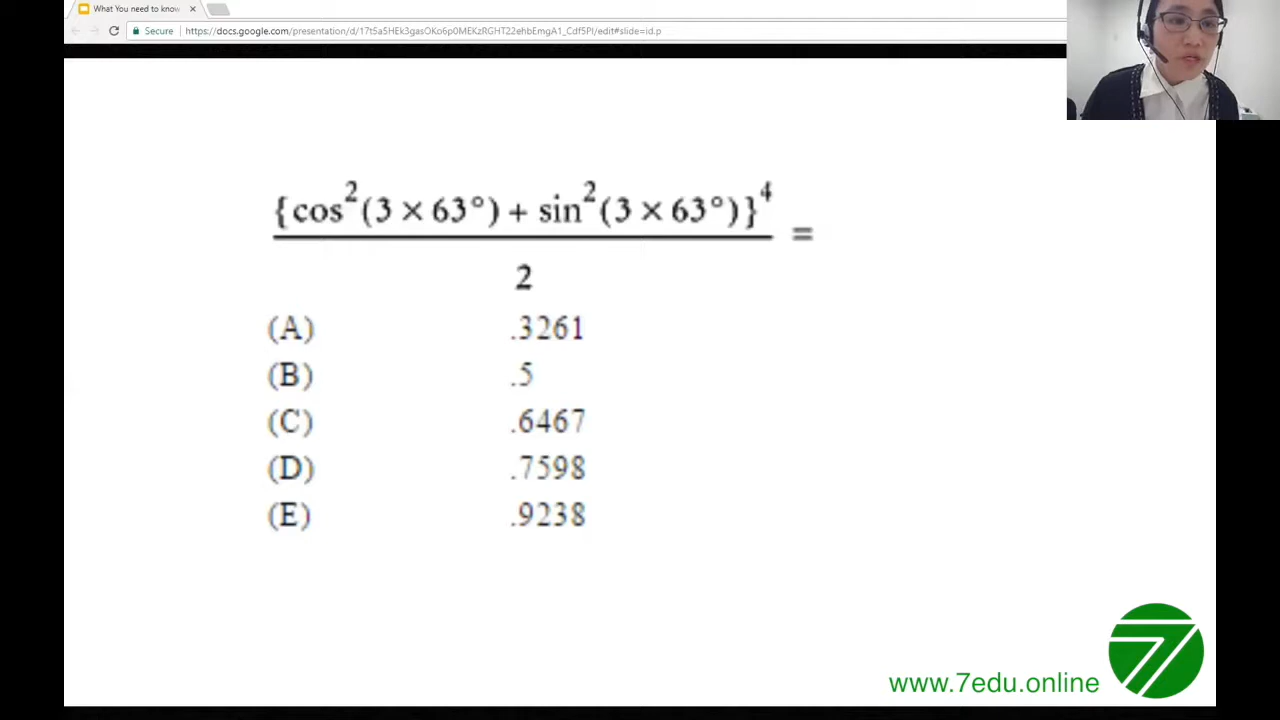 What You need to know
Secure https://docs.google.com/presentation/d/17t5a5HEk3gasOKo6p0MEKzRGHT22ehbEmgA1_Cdf5PI/edit#slide=id.p
{cos²(3 × 63°) + sin²(3 × 63°)}⁴ =
2
(A) .3261
(B) .5
(C) .6467
(D) .7598
(E) .9238
www.7edu.online
7